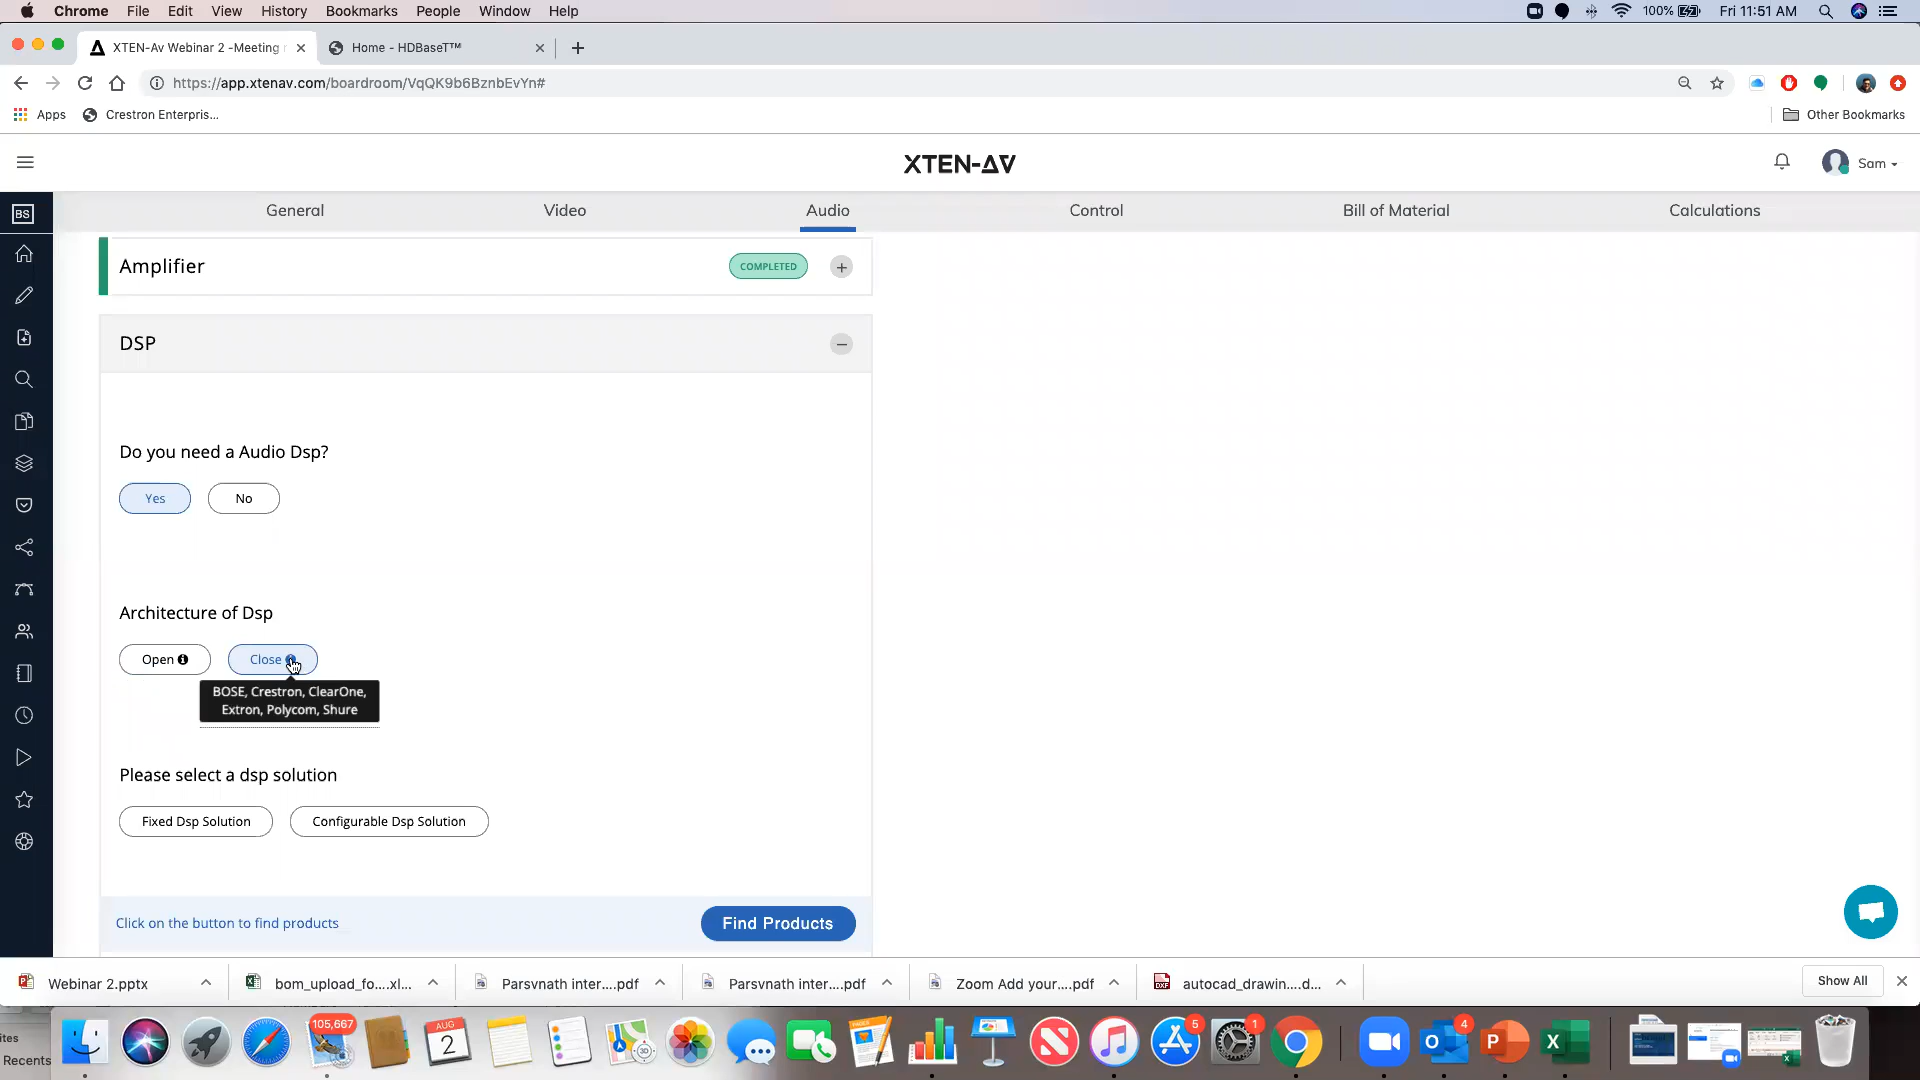 Chrome File Edit View History Bookmarks People Window Help 100% Fri 11:51 AM
XTEN-Av Webinar 2 -Meeting Home - HDBaseT™
https://app.xtenav.com/boardroom/VqQK9b6BznbEvYn#
Apps Crestron Enterpris... Other Bookmarks
XTEN-AV Sam
BS General Video Audio Control Bill of Material Calculations
Amplifier COMPLETED +
DSP −
Do you need a Audio Dsp?
Yes No
Architecture of Dsp
Open Close
BOSE, Crestron, ClearOne,
Extron, Polycom, Shure
Please select a dsp solution
Fixed Dsp Solution Configurable Dsp Solution
Click on the button to find products Find Products
Webinar 2.pptx bom_upload_fo....xl... Parsvnath inter....pdf Parsvnath inter....pdf Zoom Add your....pdf autocad_drawin....d... Show All
105,667 AUG 2 5 1 4
Recents